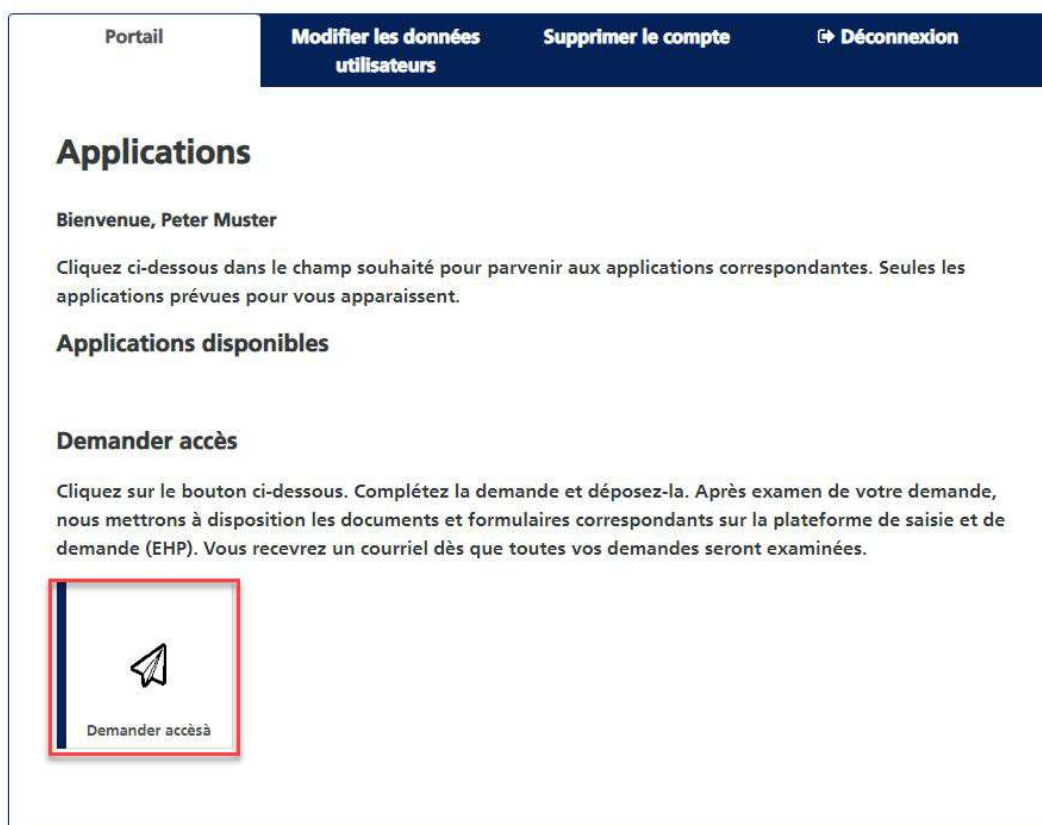 Portail
Modifier les données
utilisateurs
Supprimer le compte
Déconnexion
Applications
Bienvenue, Peter Muster
Cliquez ci-dessous dans le champ souhaité pour parvenir aux applications correspondantes. Seules les
applications prévues pour vous apparaissent.
Applications disponibles
Demander accès
Cliquez sur le bouton ci-dessous. Complétez la demande et déposez-la. Après examen de votre demande,
nous mettrons à disposition les documents et formulaires correspondants sur la plateforme de saisie et de
demande (EHP). Vous recevrez un courriel dès que toutes vos demandes seront examinées.
Demander accèsà